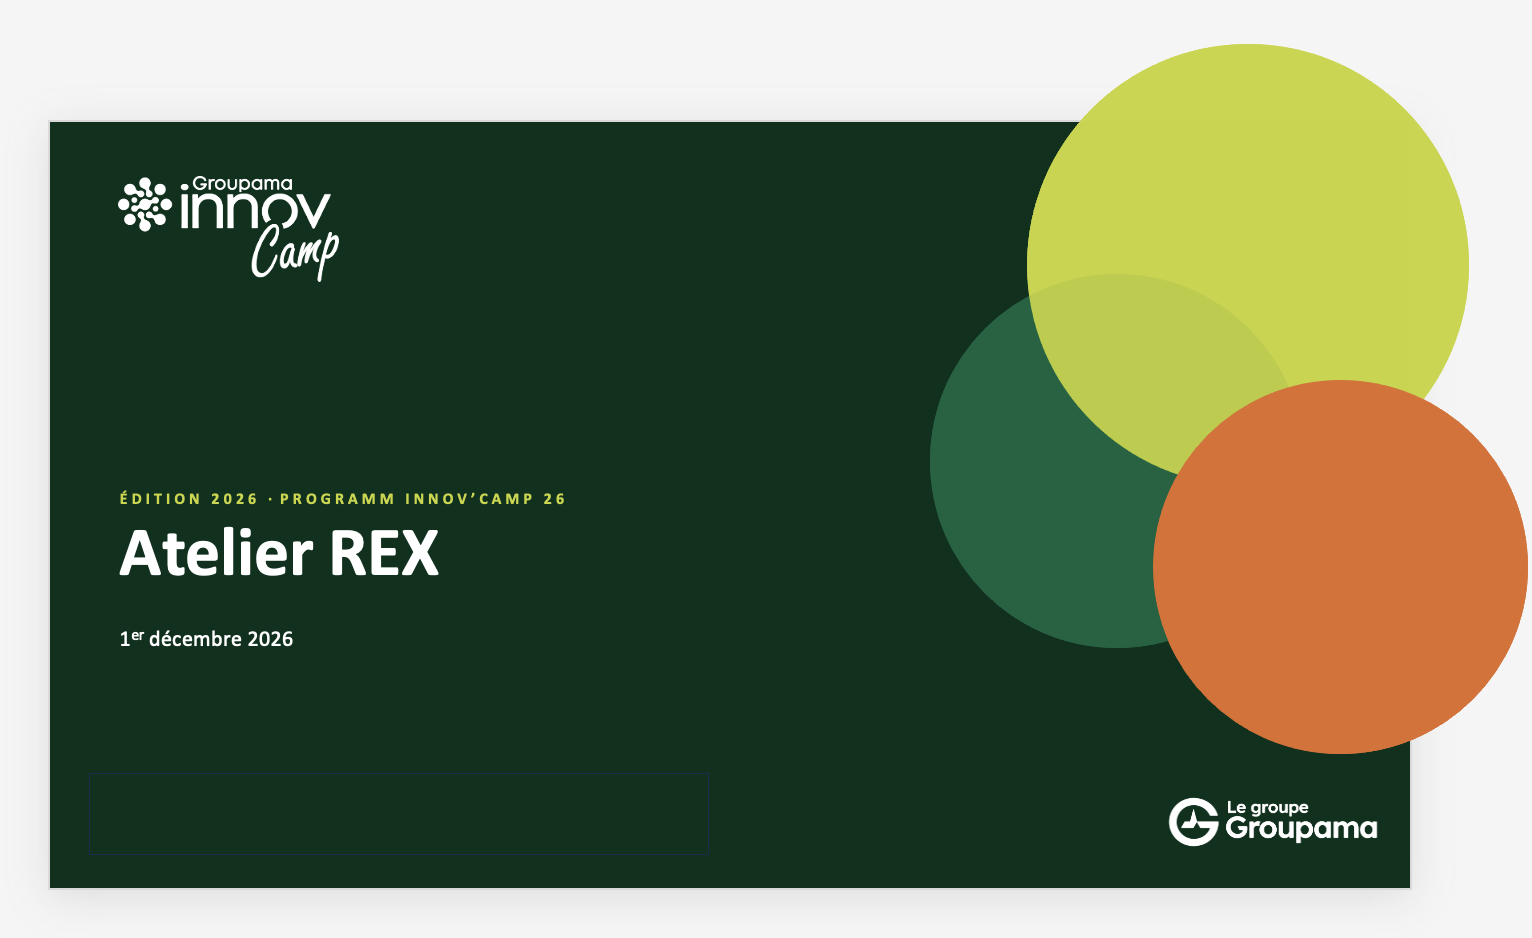 Groupama
innov
Camp
ÉDITION 2026 · PROGRAMM INNOV’CAMP 26
Atelier REX
1er décembre 2026
Le groupe
Groupama